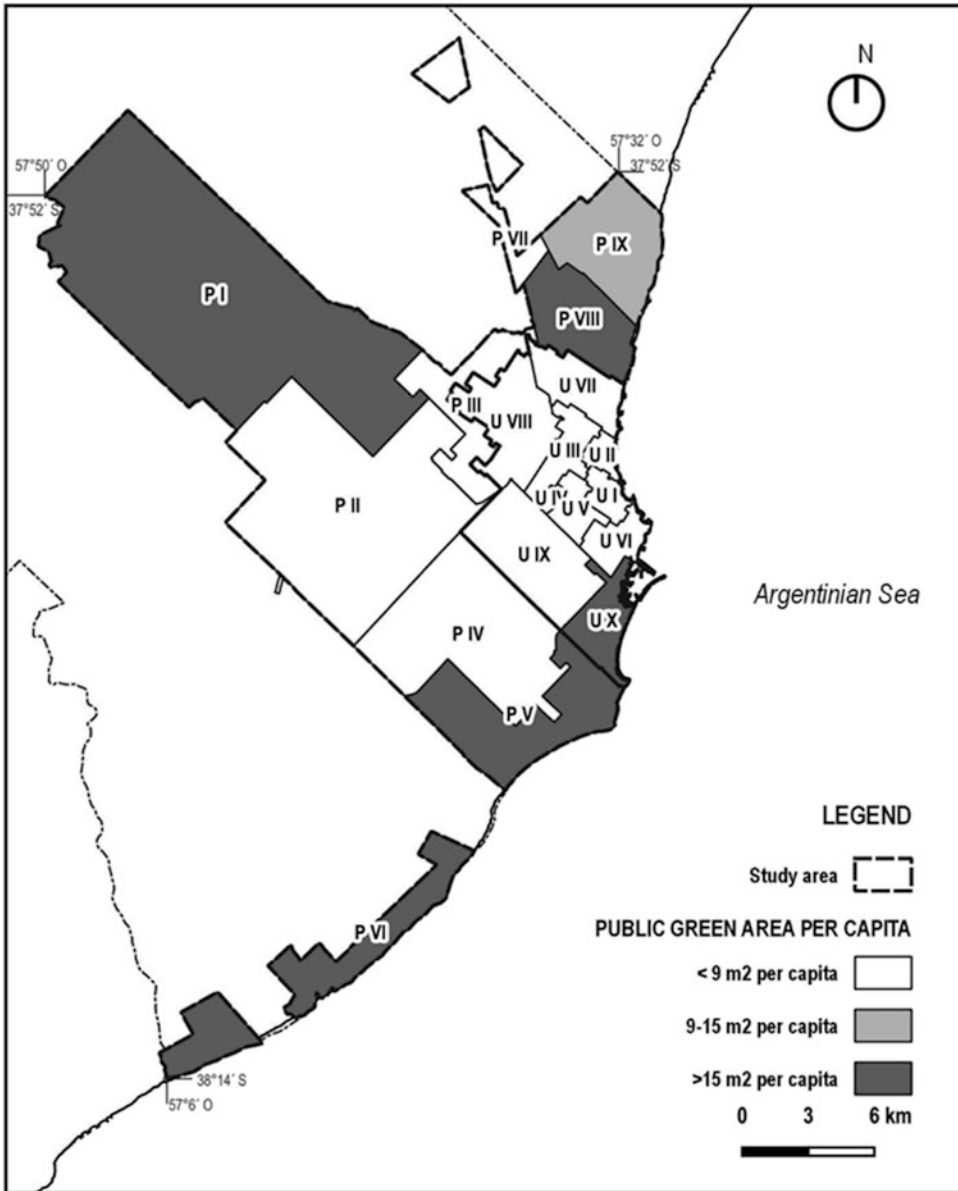 N
57°50´ O
37°52´ S
57°32´ O
37°52´ S
P VII
P IX
P I
P VIII
U VII
P III
U VIII
U III
U II
U IV
U V
U I
P II
U IX
U VI
Argentinian Sea
U X
P IV
P V
P VI
38°14´ S
57°6´ O
LEGEND
Study area
PUBLIC GREEN AREA PER CAPITA
< 9 m2 per capita
9-15 m2 per capita
>15 m2 per capita
0 3 6 km